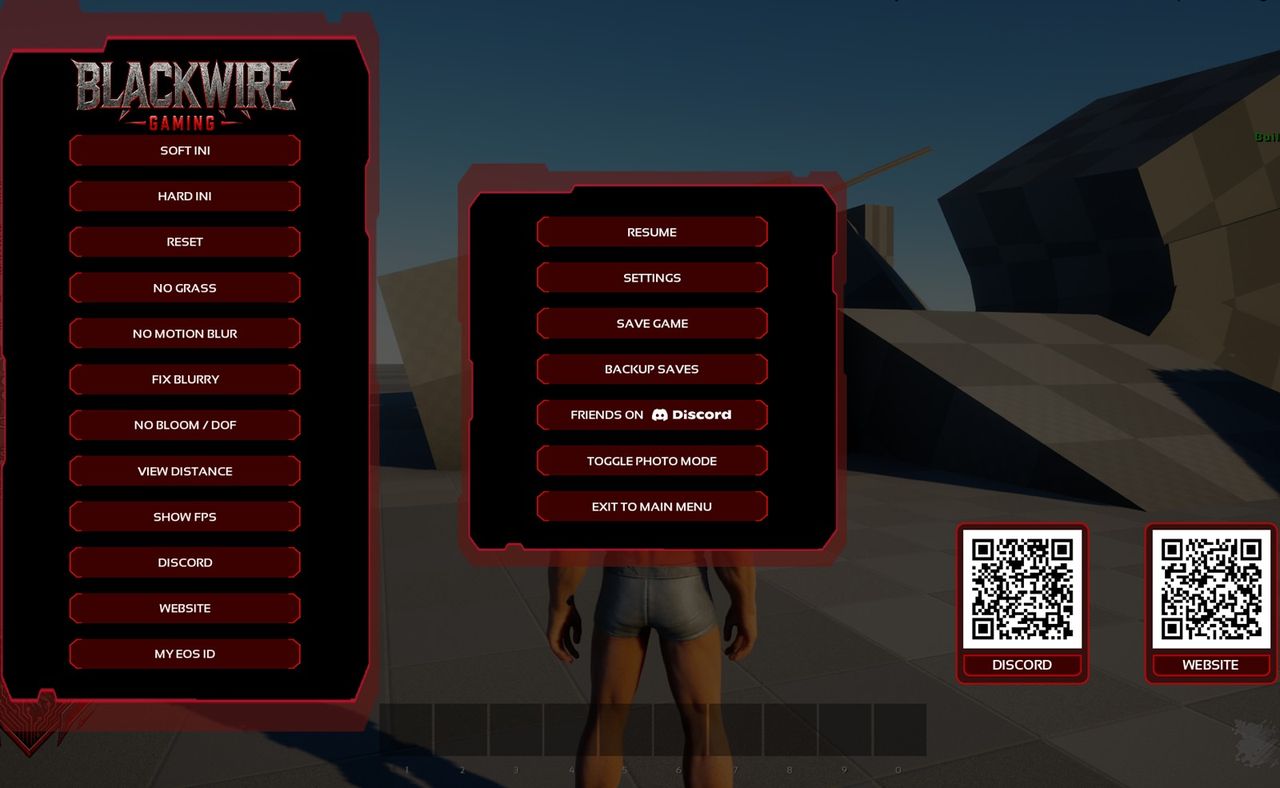 BLACKWIRE
GAMING
SOFT INI
HARD INI
RESET
NO GRASS
NO MOTION BLUR
FIX BLURRY
NO BLOOM / DOF
VIEW DISTANCE
SHOW FPS
DISCORD
WEBSITE
MY EOS ID
RESUME
SETTINGS
SAVE GAME
BACKUP SAVES
FRIENDS ON Discord
TOGGLE PHOTO MODE
EXIT TO MAIN MENU
Buil
DISCORD
WEBSITE
1 2 3 4 5 6 7 8 9 0